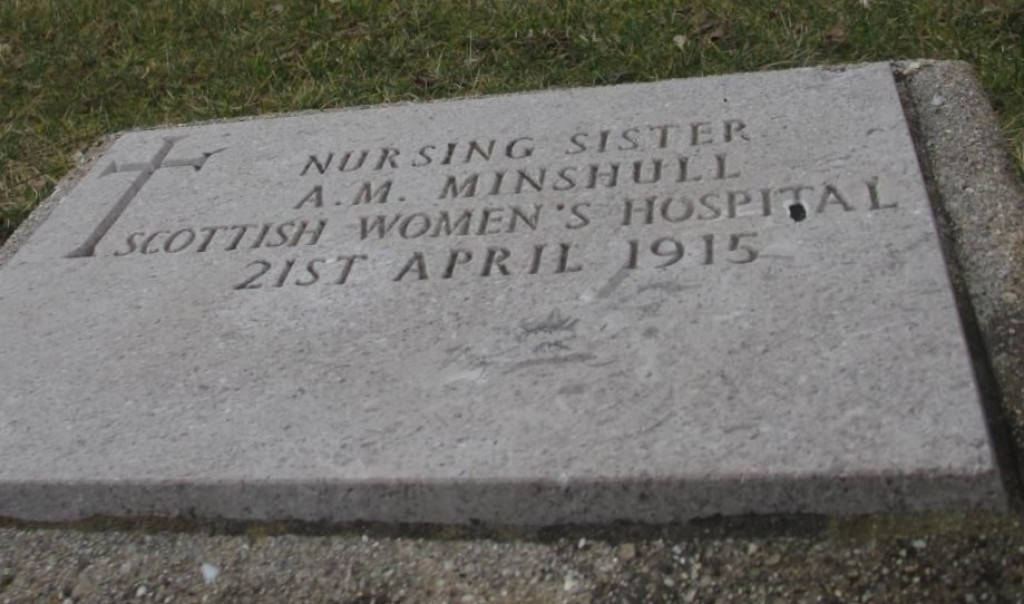 NURSING SISTER
A.M. MINSHULL
SCOTTISH WOMEN'S HOSPITAL
21ST APRIL 1915